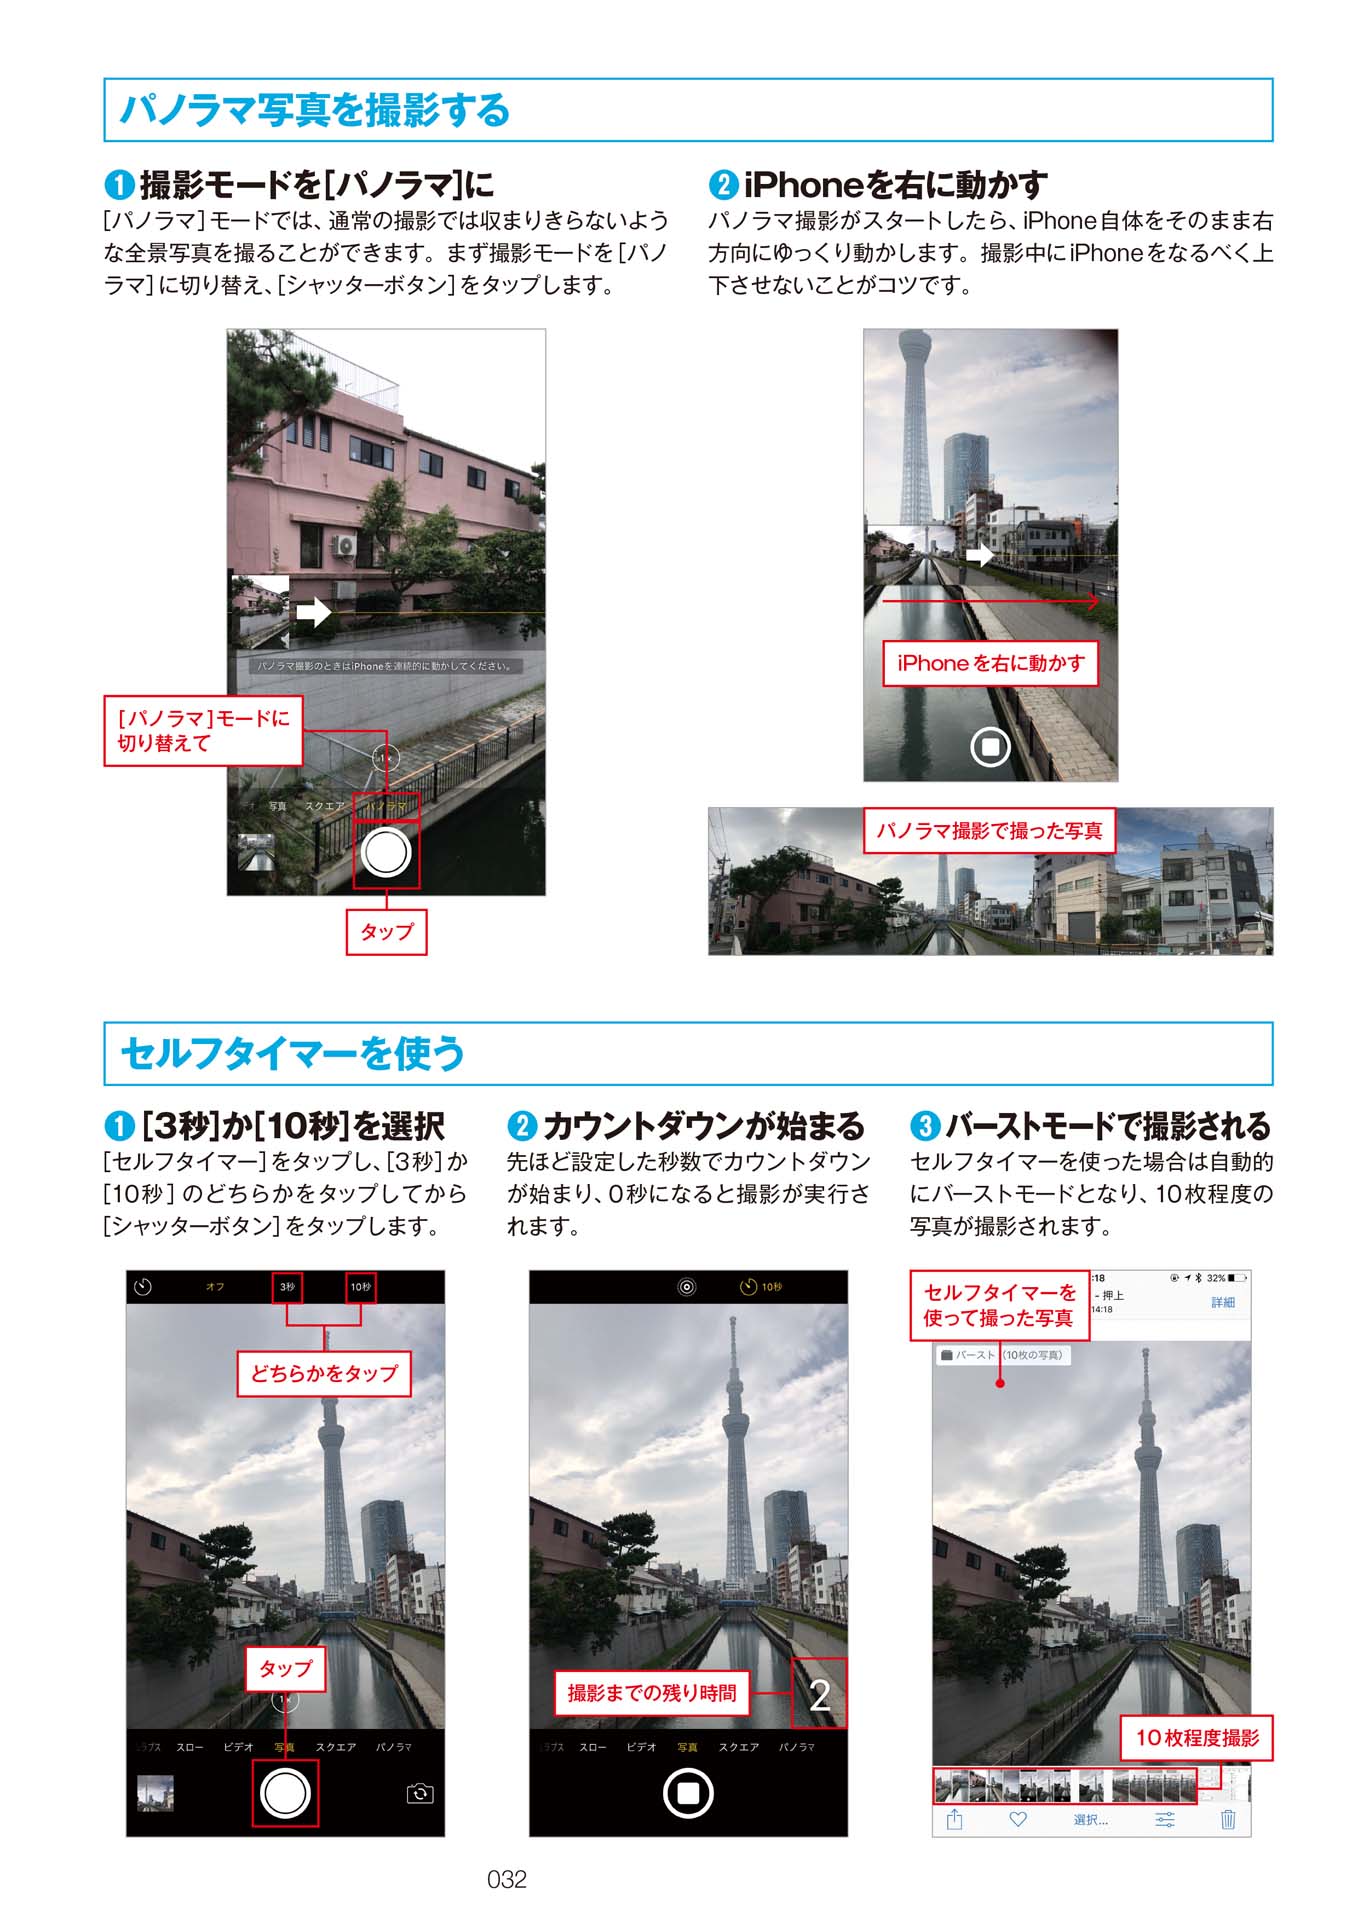 パノラマ写真を撮影する
❶撮影モードを[パノラマ]に
[パノラマ]モードでは、通常の撮影では収まりきらないよう
な全景写真を撮ることができます。まず撮影モードを[パノ
ラマ]に切り替え、[シャッターボタン]をタップします。
パノラマ撮影のときはiPhoneを連続的に動かしてください。
[パノラマ]モードに
切り替えて
1×
写真 スクエア パノラマ
タップ
❷iPhoneを右に動かす
パノラマ撮影がスタートしたら、iPhone自体をそのまま右
方向にゆっくり動かします。撮影中にiPhoneをなるべく上
下させないことがコツです。
iPhoneを右に動かす
パノラマ撮影で撮った写真
セルフタイマーを使う
❶[3秒]か[10秒]を選択
[セルフタイマー]をタップし、[3秒]か
[10秒]のどちらかをタップしてから
[シャッターボタン]をタップします。
オフ 3秒 10秒
どちらかをタップ
タップ
1×
ラプス スロー ビデオ 写真 スクエア パノラマ
❷カウントダウンが始まる
先ほど設定した秒数でカウントダウン
が始まり、0秒になると撮影が実行さ
れます。
10秒
撮影までの残り時間
2
ラプス スロー ビデオ 写真 スクエア パノラマ
❸バーストモードで撮影される
セルフタイマーを使った場合は自動的
にバーストモードとなり、10枚程度の
写真が撮影されます。
:18 32%
- 押上
14:18
詳細
セルフタイマーを
使って撮った写真
バースト(10枚の写真)
10枚程度撮影
選択...
032